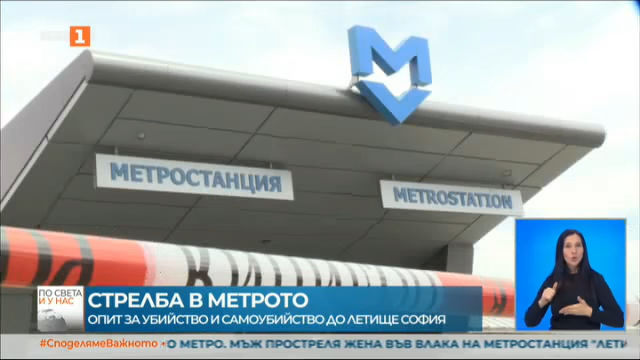 1
М
МЕТРОСТАНЦИЯ
METROSTATION
ПО СВЕТА
И У НАС
СТРЕЛБА В МЕТРОТО
ОПИТ ЗА УБИЙСТВО И САМОУБИЙСТВО ДО ЛЕТИЩЕ СОФИЯ
#СподелямеВажното • О МЕТРО. МЪЖ ПРОСТРЕЛЯ ЖЕНА ВЪВ ВЛАКА НА МЕТРОСТАНЦИЯ "ЛЕТИ